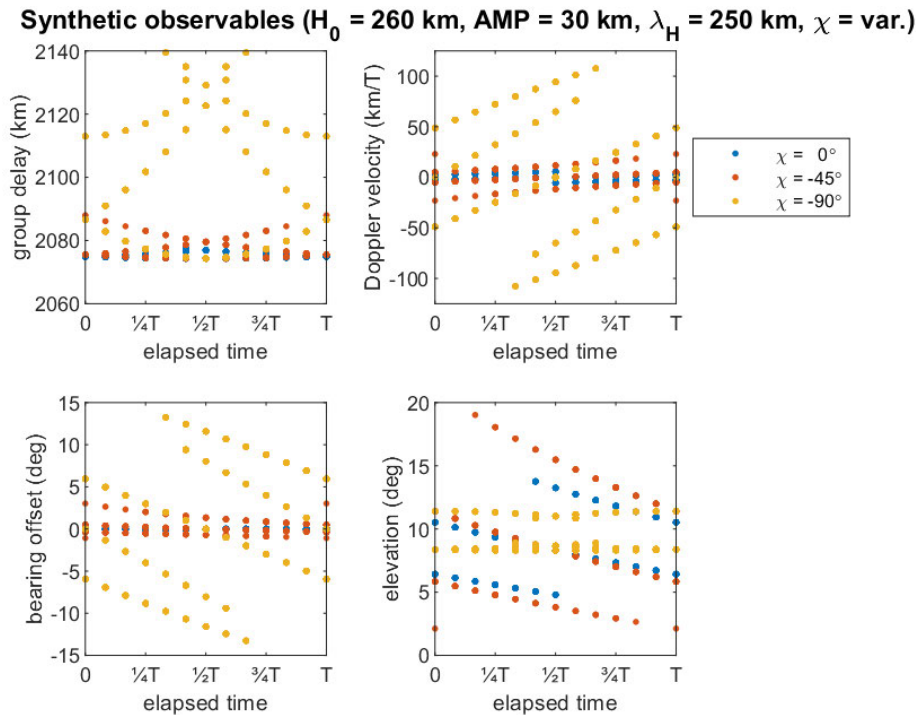 Synthetic observables (H₀ = 260 km, AMP = 30 km, λ_H = 250 km, χ = var.)
2140
2120
2100
2080
2060
group delay (km)
0 ¼T ½T ¾T T
elapsed time
100
50
0
-50
-100
Doppler velocity (km/T)
0 ¼T ½T ¾T T
elapsed time
χ = 0°
χ = -45°
χ = -90°
15
10
5
0
-5
-10
-15
bearing offset (deg)
0 ¼T ½T ¾T T
elapsed time
20
15
10
5
0
elevation (deg)
0 ¼T ½T ¾T T
elapsed time